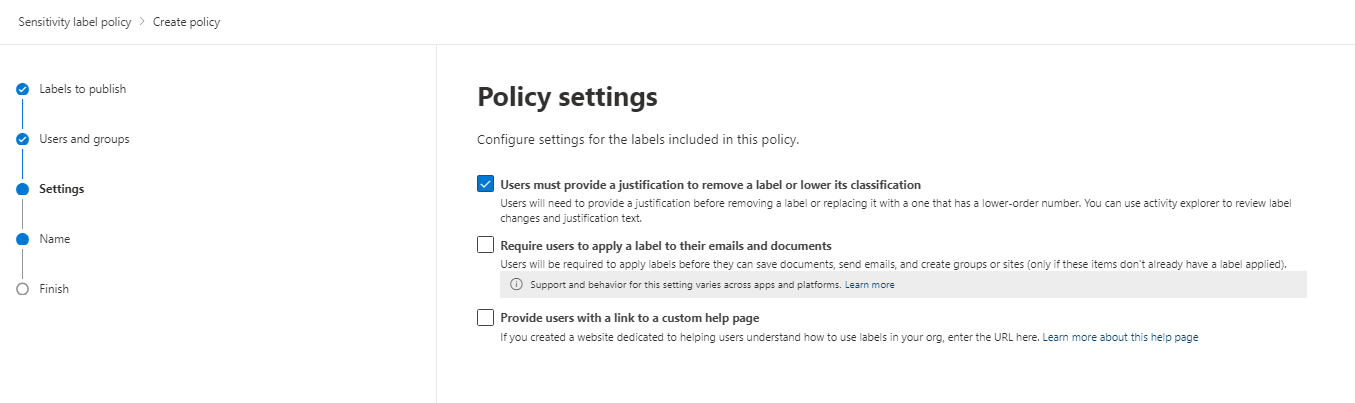 Sensitivity label policy > Create policy
Labels to publish
Users and groups
Settings
Name
Finish
Policy settings
Configure settings for the labels included in this policy.
Users must provide a justification to remove a label or lower its classification
Users will need to provide a justification before removing a label or replacing it with a one that has a lower-order number. You can use activity explorer to review label
changes and justification text.
Require users to apply a label to their emails and documents
Users will be required to apply labels before they can save documents, send emails, and create groups or sites (only if these items don't already have a label applied).
Support and behavior for this setting varies across apps and platforms. Learn more
Provide users with a link to a custom help page
If you created a website dedicated to helping users understand how to use labels in your org, enter the URL here. Learn more about this help page